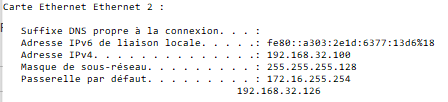 Carte Ethernet Ethernet 2 :
Suffixe DNS propre à la connexion. . . :
Adresse IPv6 de liaison locale. . . . .: fe80::a303:2e1d:6377:13d6%18
Adresse IPv4. . . . . . . . . . . . . .: 192.168.32.100
Masque de sous-réseau. . . . . . . . . : 255.255.255.128
Passerelle par défaut. . . . . . . . . : 172.16.255.254
192.168.32.126